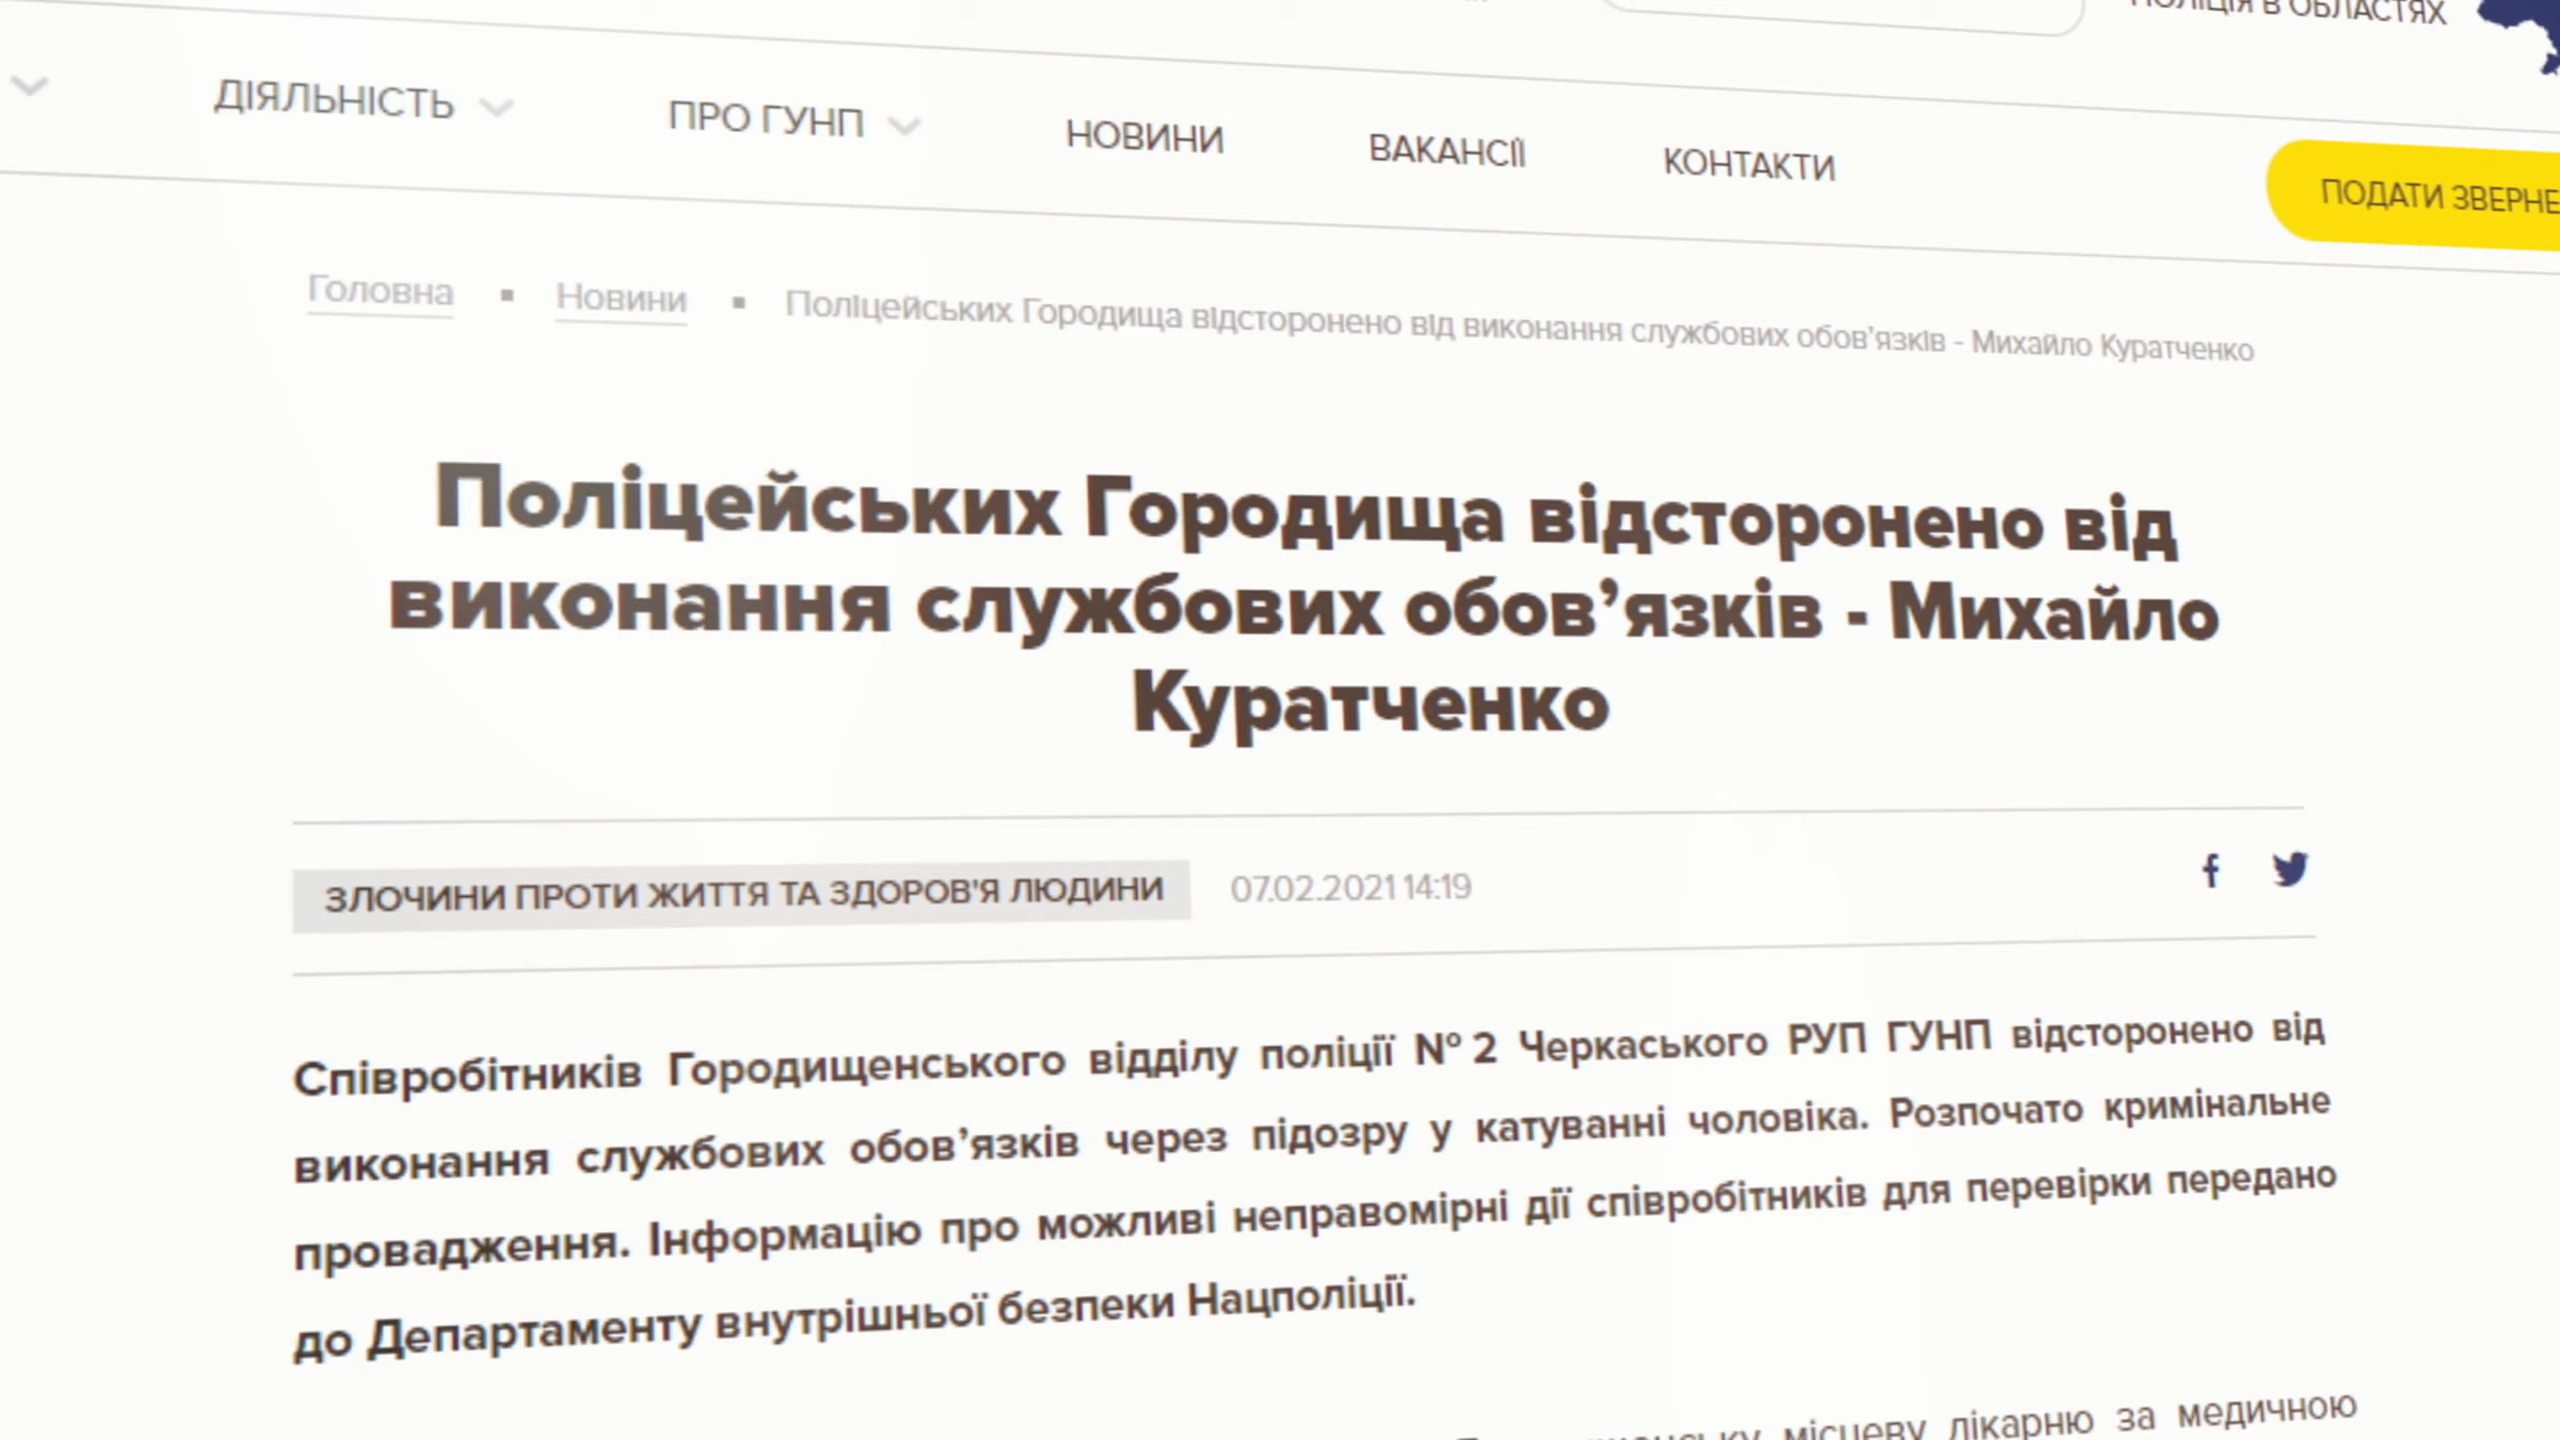 ПОЛІЦІЯ В ОБЛАСТЯХ
ДІЯЛЬНІСТЬ ПРО ГУНП НОВИНИ ВАКАНСІЇ КОНТАКТИ
ПОДАТИ ЗВЕРНЕ
Головна ▪ Новини ▪ Поліцейських Городища відсторонено від виконання службових обов’язків - Михайло Куратченко
Поліцейських Городища відсторонено від
виконання службових обов’язків - Михайло
Куратченко
ЗЛОЧИНИ ПРОТИ ЖИТТЯ ТА ЗДОРОВ'Я ЛЮДИНИ 07.02.2021 14:19
Співробітників Городищенського відділу поліції № 2 Черкаського РУП ГУНП відсторонено від
виконання службових обов’язків через підозру у катуванні чоловіка. Розпочато кримінальне
провадження. Інформацію про можливі неправомірні дії співробітників для перевірки передано
до Департаменту внутрішньої безпеки Нацполіції.
місцеву лікарню за медичною